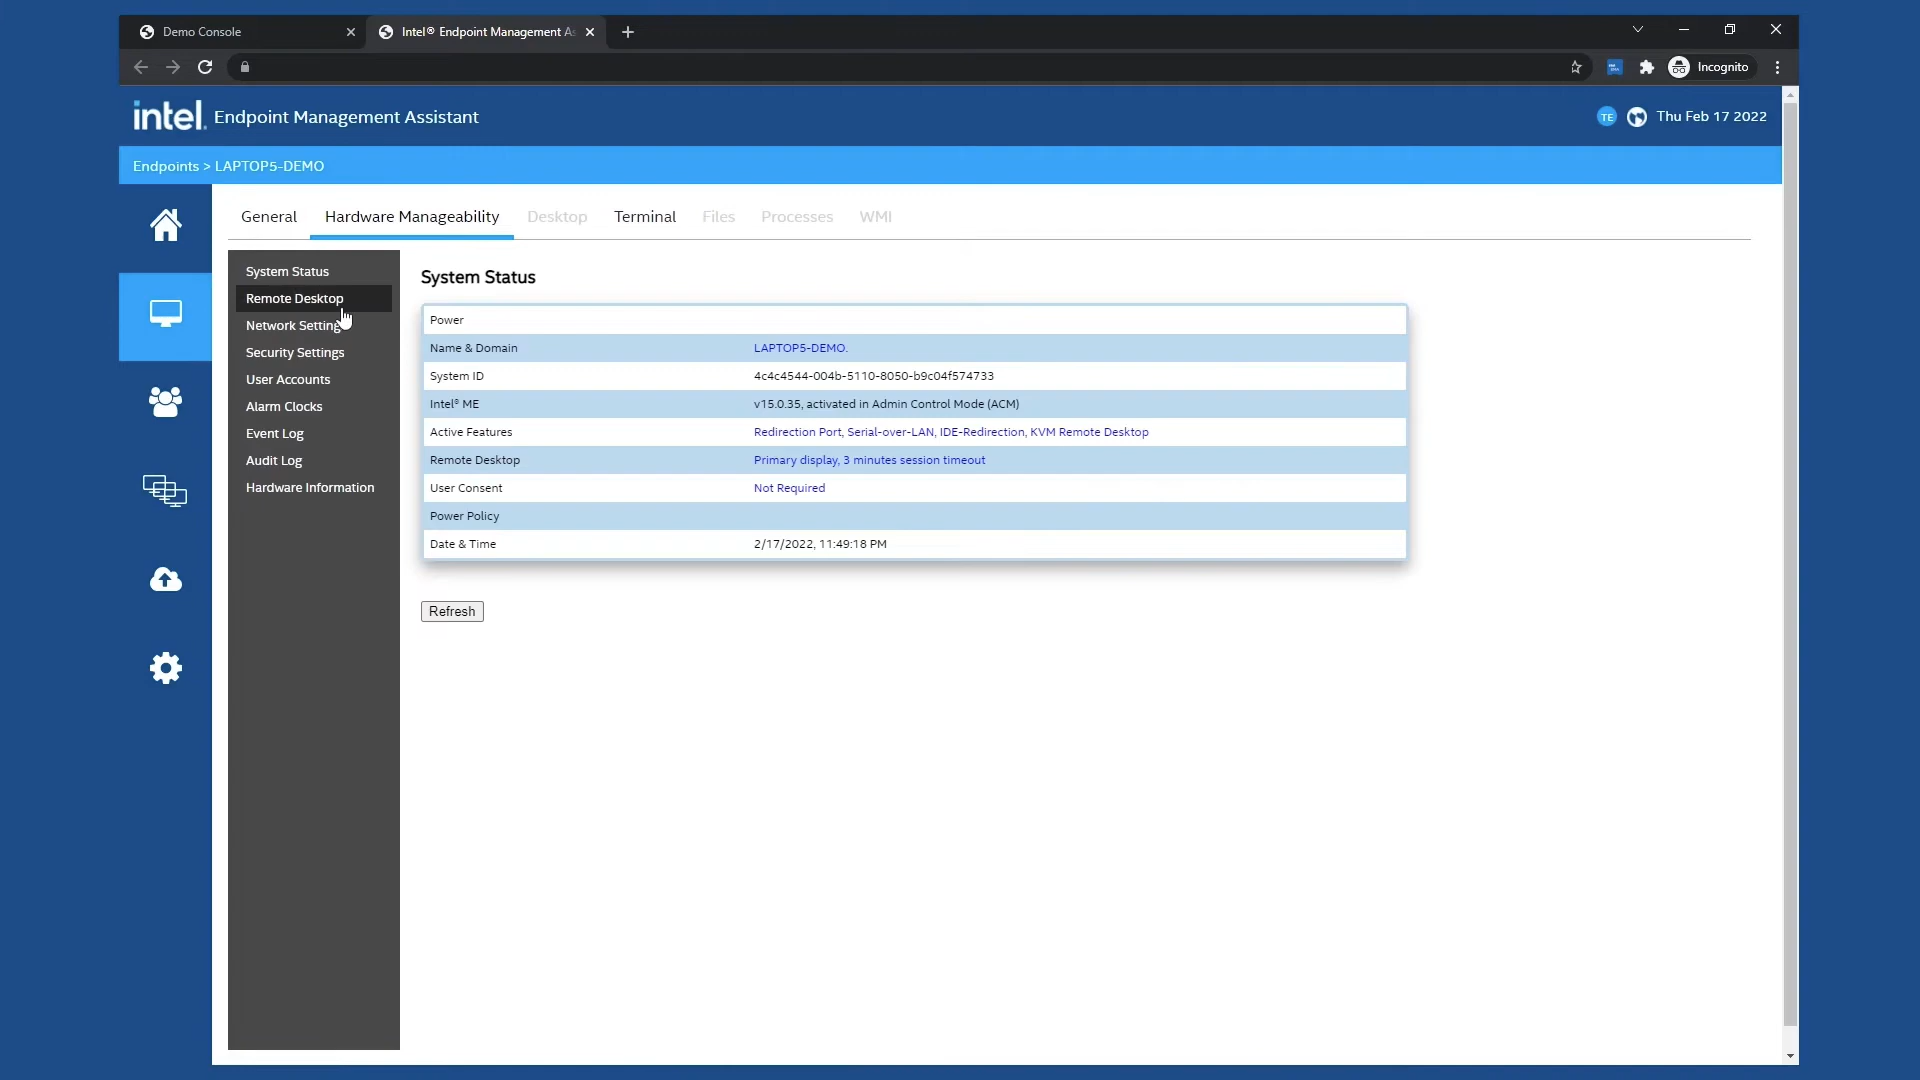 Demo Console
Intel® Endpoint Management As
Incognito
intel. Endpoint Management Assistant
TE
Thu Feb 17 2022
Endpoints > LAPTOP5-DEMO
General Hardware Manageability Desktop Terminal Files Processes WMI
System Status
Remote Desktop
Network Setting
Security Settings
User Accounts
Alarm Clocks
Event Log
Audit Log
Hardware Information
System Status
Power
Name & Domain LAPTOP5-DEMO.
System ID 4c4c4544-004b-5110-8050-b9c04f574733
Intel® ME v15.0.35, activated in Admin Control Mode (ACM)
Active Features Redirection Port, Serial-over-LAN, IDE-Redirection, KVM Remote Desktop
Remote Desktop Primary display, 3 minutes session timeout
User Consent Not Required
Power Policy
Date & Time 2/17/2022, 11:49:18 PM
Refresh